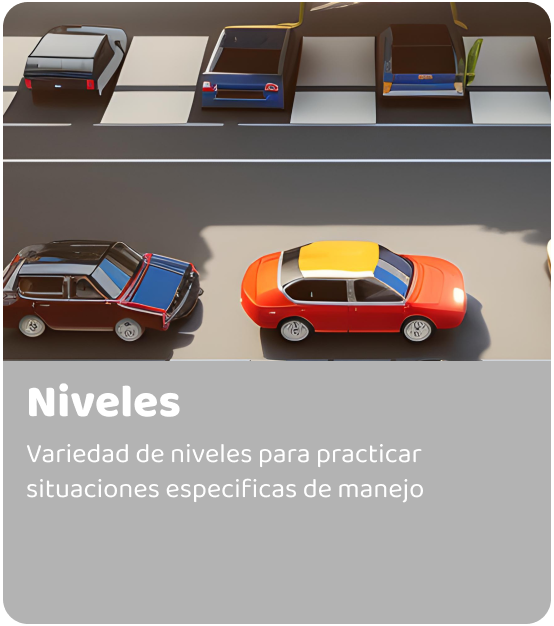 Niveles
Variedad de niveles para practicar
situaciones especificas de manejo